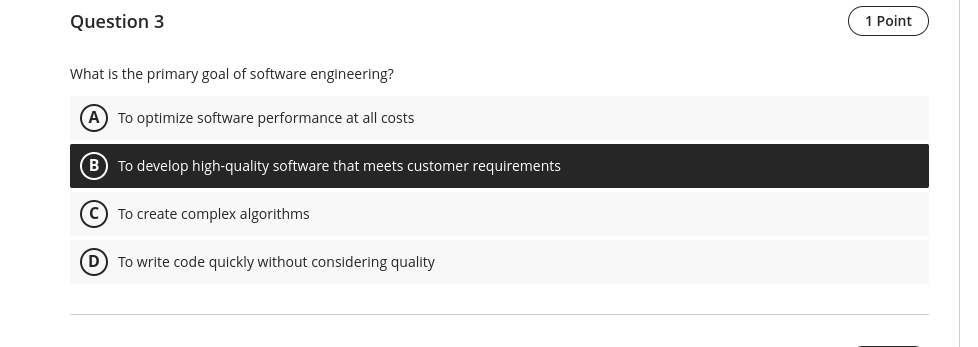 Question 3
1 Point
What is the primary goal of software engineering?
A To optimize software performance at all costs
B To develop high-quality software that meets customer requirements
C To create complex algorithms
D To write code quickly without considering quality